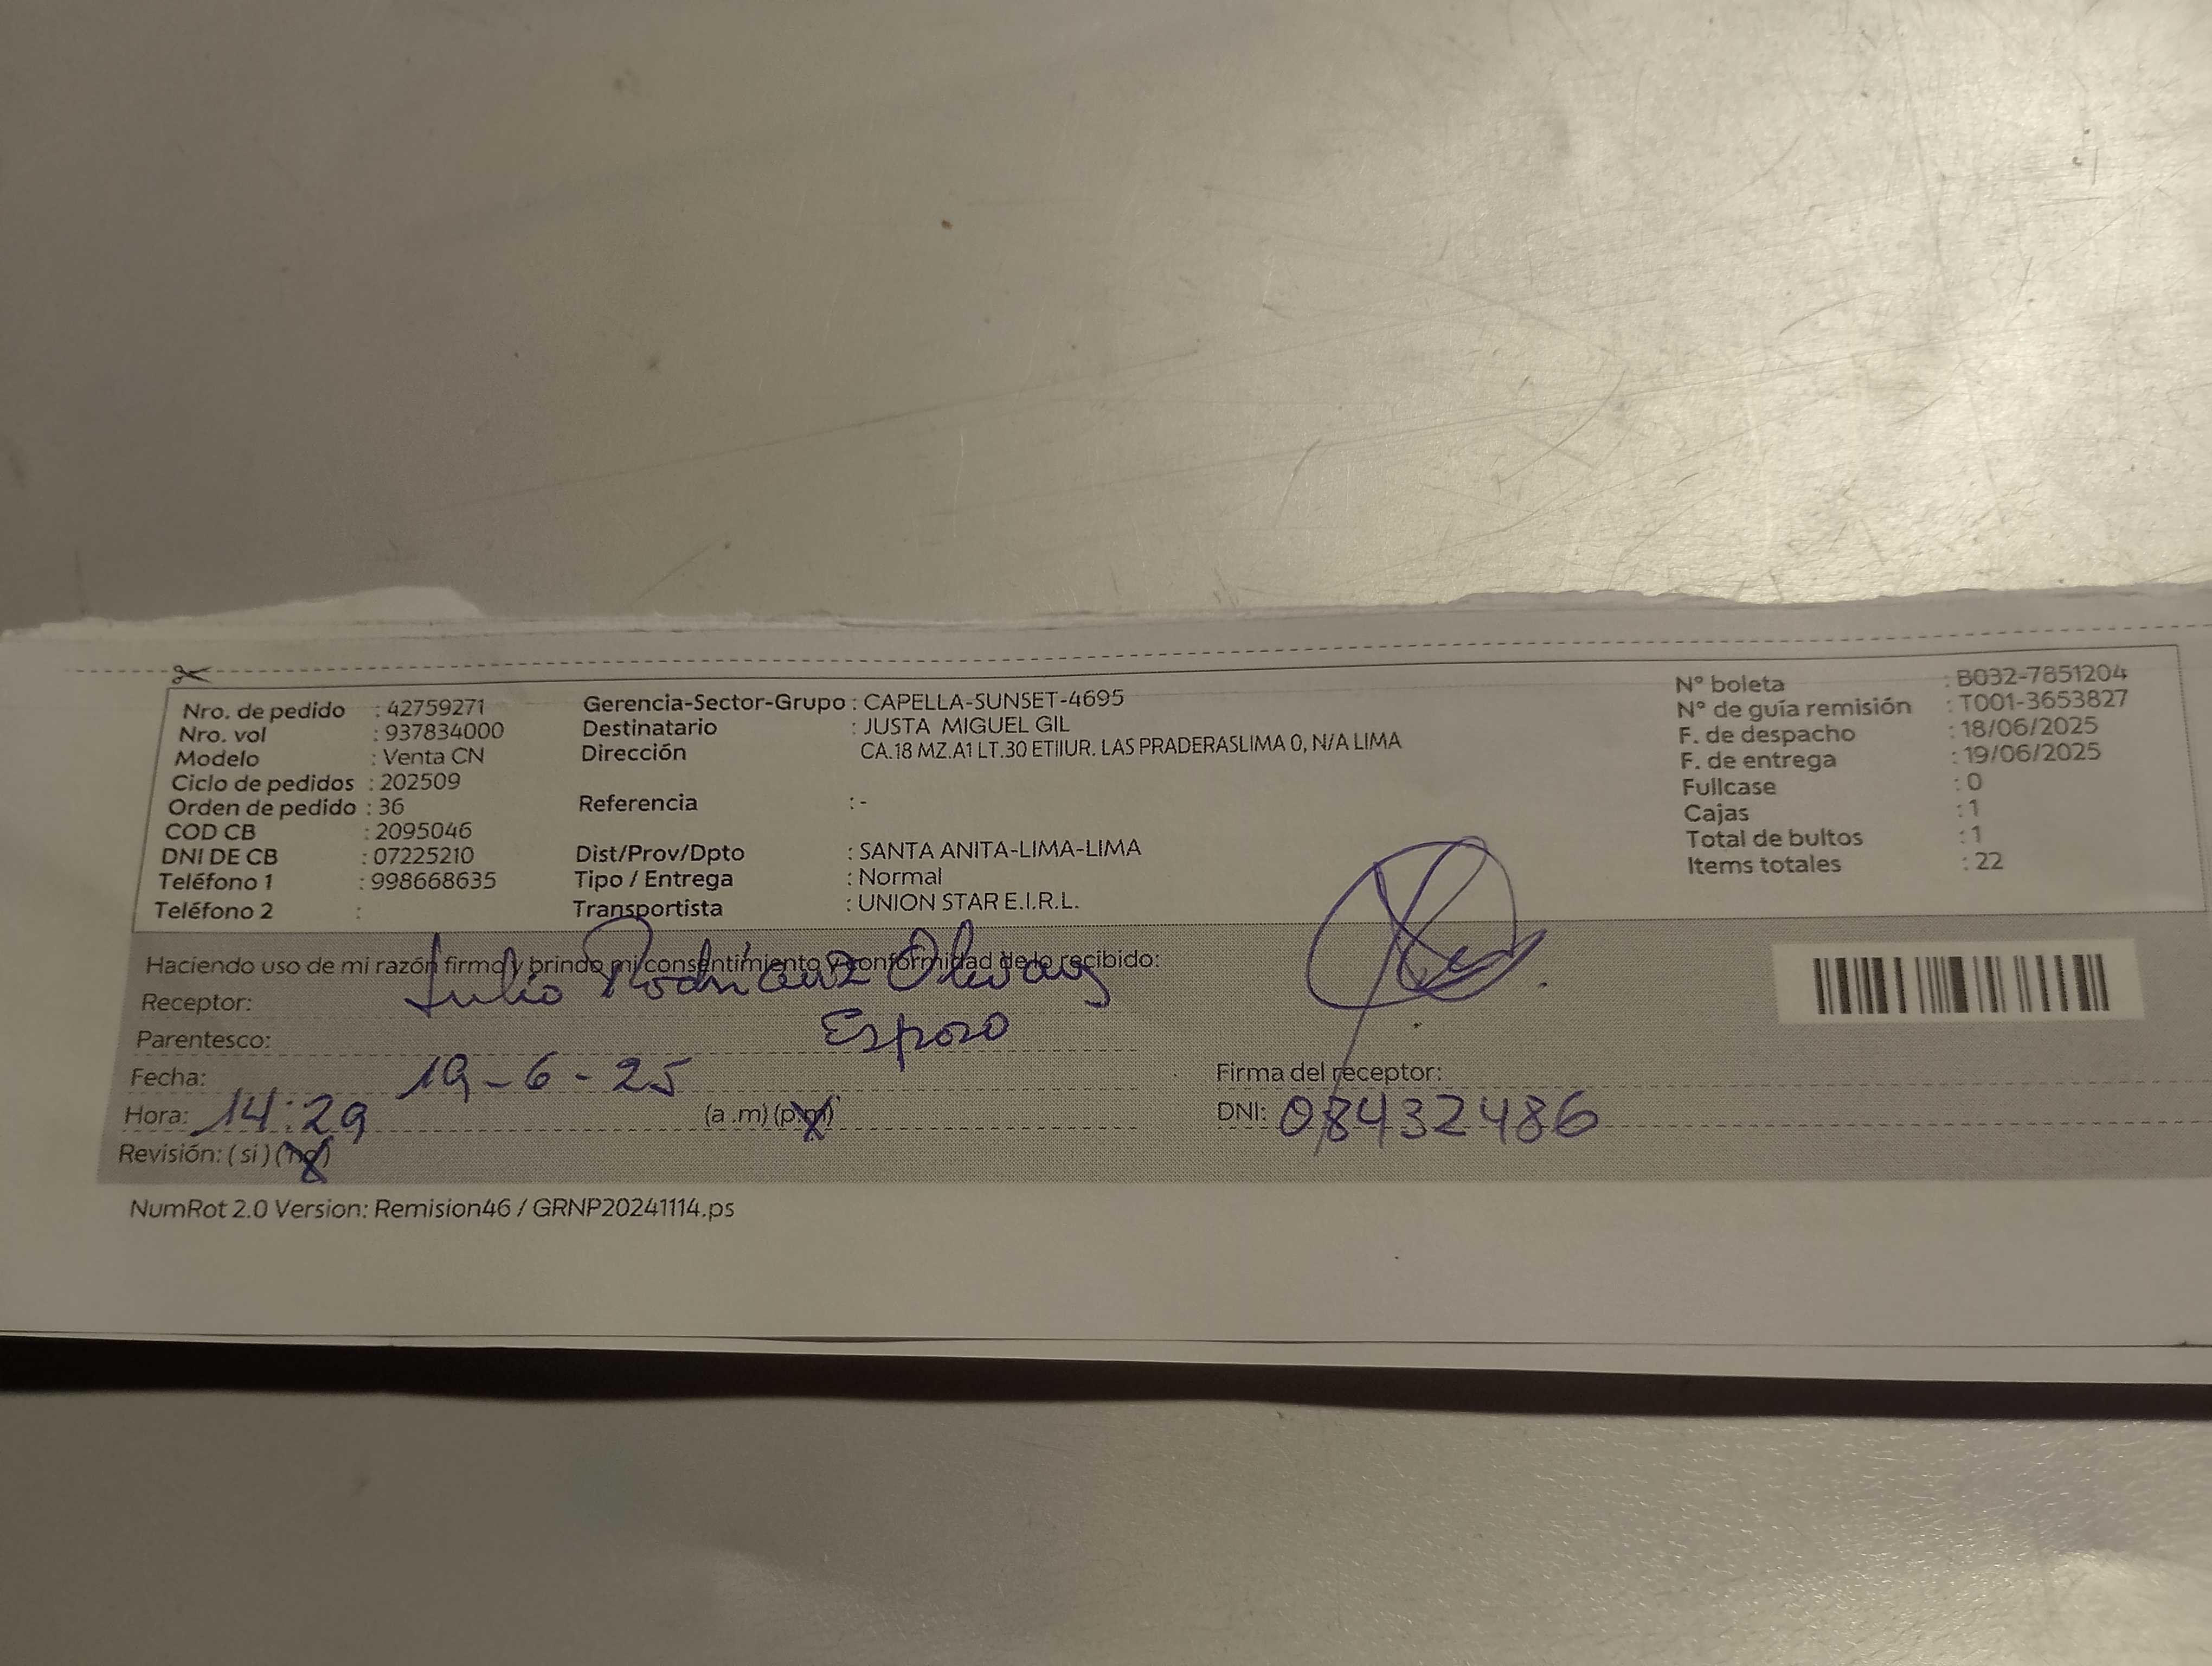 Nro. de pedido : 42759271
Nro. vol : 937834000
Modelo : Venta CN
Ciclo de pedidos : 202509
Orden de pedido : 36
COD CB : 2095046
DNI DE CB : 07225210
Teléfono 1 : 998668635
Teléfono 2 :
Gerencia-Sector-Grupo : CAPELLA-SUNSET-4695
Destinatario : JUSTA MIGUEL GIL
Dirección CA.18 MZ.A1 LT.30 ETIIUR. LAS PRADERASLIMA 0, N/A LIMA
Referencia : -
Dist/Prov/Dpto : SANTA ANITA-LIMA-LIMA
Tipo / Entrega : Normal
Transportista : UNION STAR E.I.R.L.
N° boleta : B032-7851204
N° de guía remisión : T001-3653827
F. de despacho : 18/06/2025
F. de entrega : 19/06/2025
Fullcase : 0
Cajas : 1
Total de bultos : 1
Items totales : 22
Haciendo uso de mi razón firmo y brindo mi consentimiento y conformidad de lo recibido:
Receptor: Julio Rodríguez
Parentesco: Esposo
Fecha: 19-6-25
Hora: 14:29 (a .m) (p.m)
Revisión: ( si ) ( no )
Firma del receptor:
DNI: 08432486
NumRot 2.0 Version: Remision46 / GRNP20241114.ps